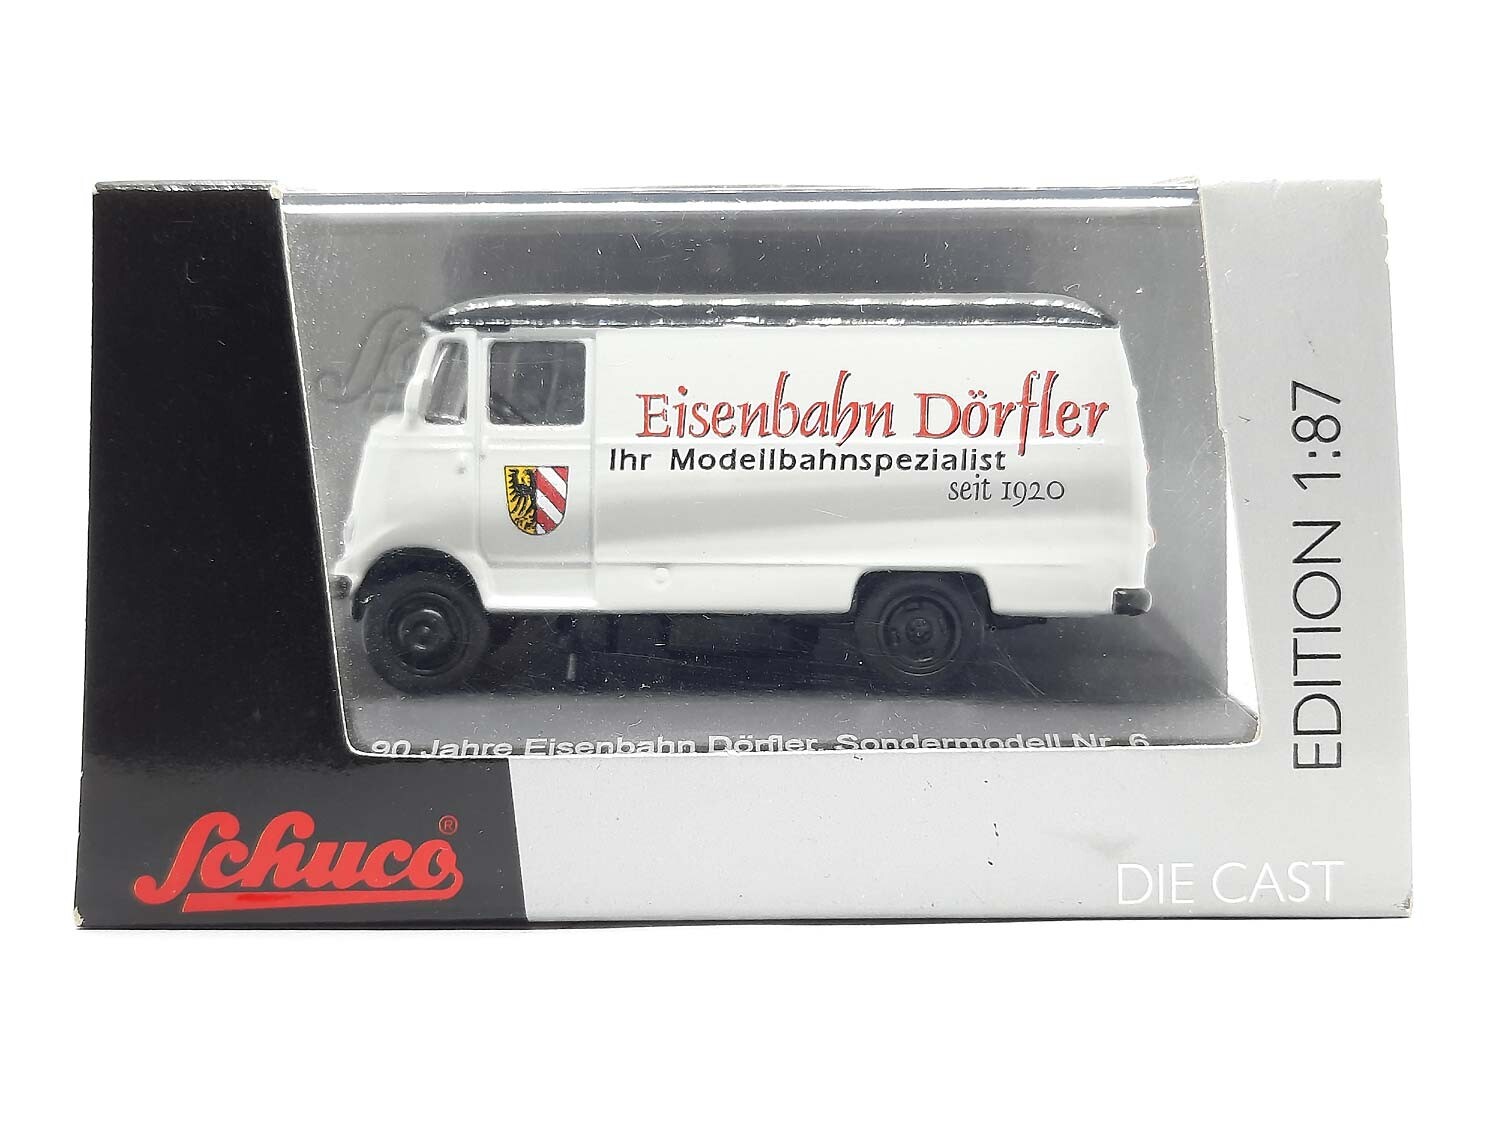 Eisenbahn Dörfler
Ihr Modellbahnspezialist
seit 1920
90 Jahre Eisenbahn Dörfler, Sondermodell Nr. 6
Schuco®
EDITION 1:87
DIE CAST